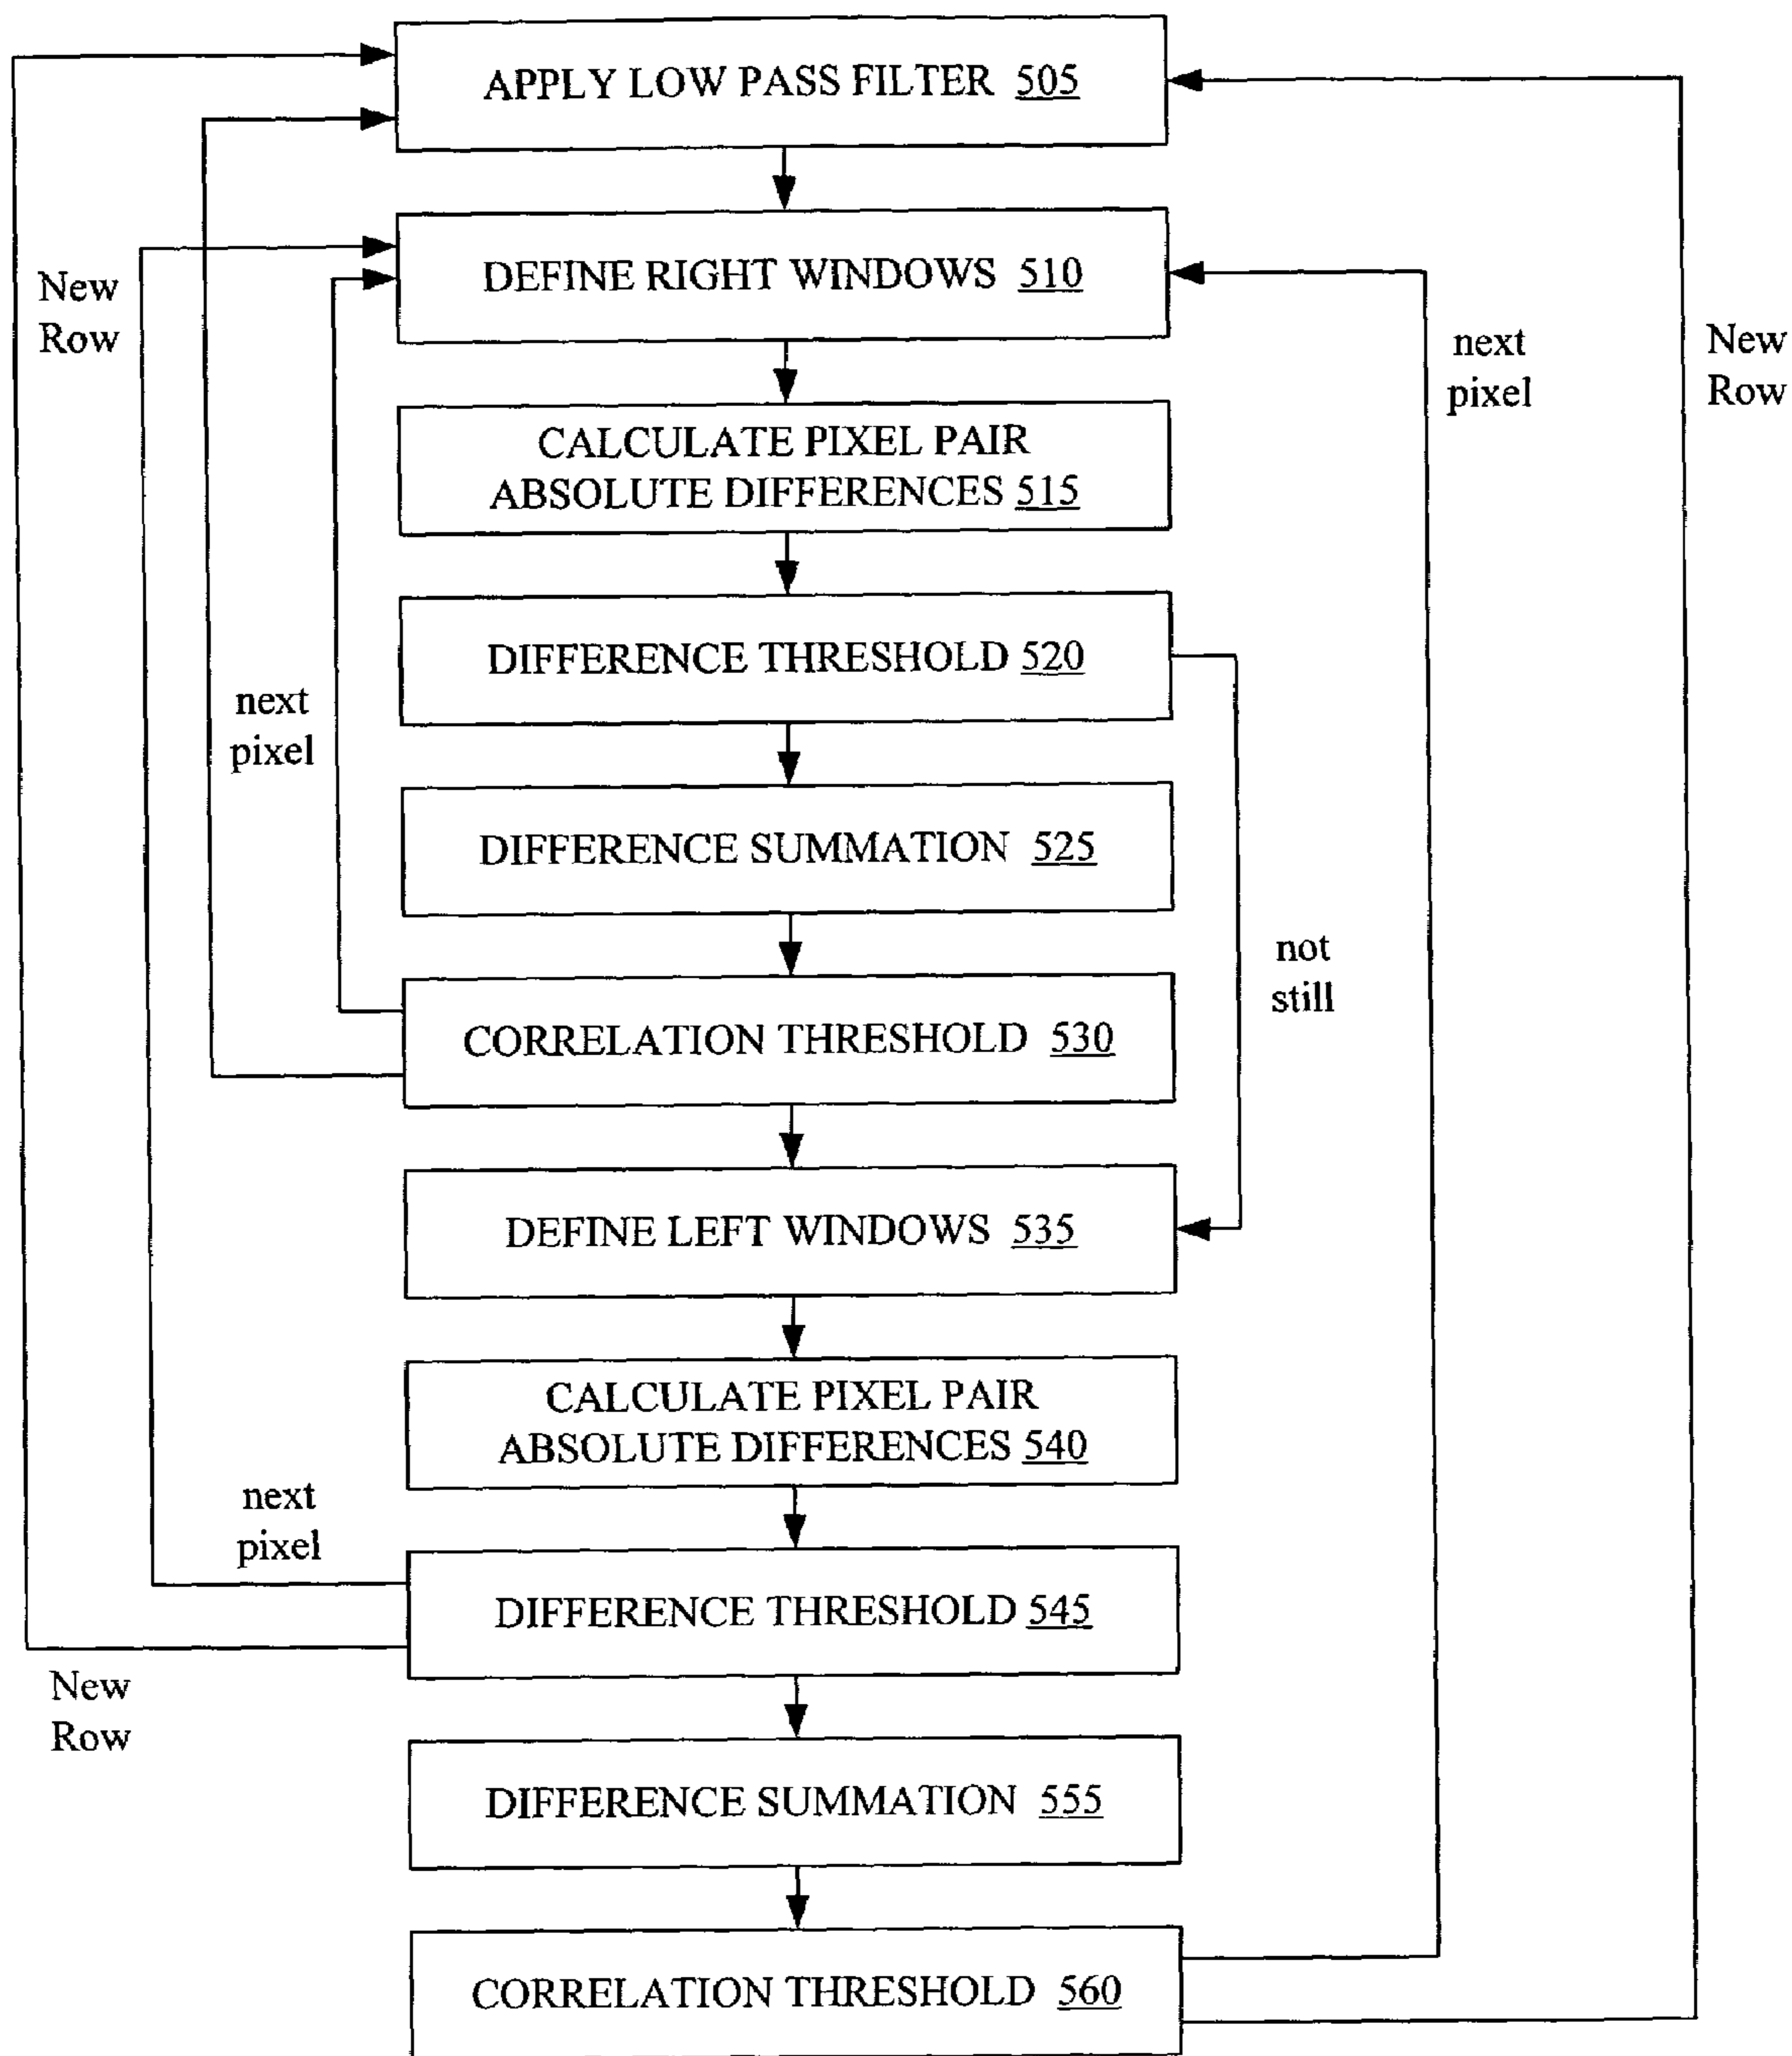 APPLY LOW PASS FILTER 505
DEFINE RIGHT WINDOWS 510
New
Row
next
pixel
New
Row
CALCULATE PIXEL PAIR
ABSOLUTE DIFFERENCES 515
DIFFERENCE THRESHOLD 520
next
pixel
DIFFERENCE SUMMATION 525
not
still
CORRELATION THRESHOLD 530
DEFINE LEFT WINDOWS 535
CALCULATE PIXEL PAIR
ABSOLUTE DIFFERENCES 540
next
pixel
DIFFERENCE THRESHOLD 545
New
Row
DIFFERENCE SUMMATION 555
CORRELATION THRESHOLD 560